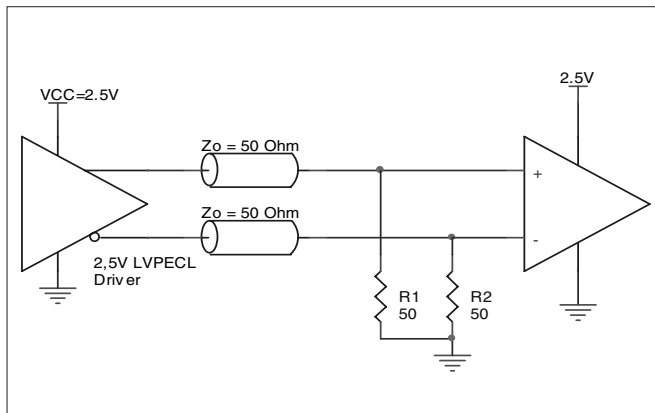 VCC=2.5V
2.5V
Zo = 50 Ohm
+
Zo = 50 Ohm
-
2,5V LVPECL
Driver
R1
50
R2
50